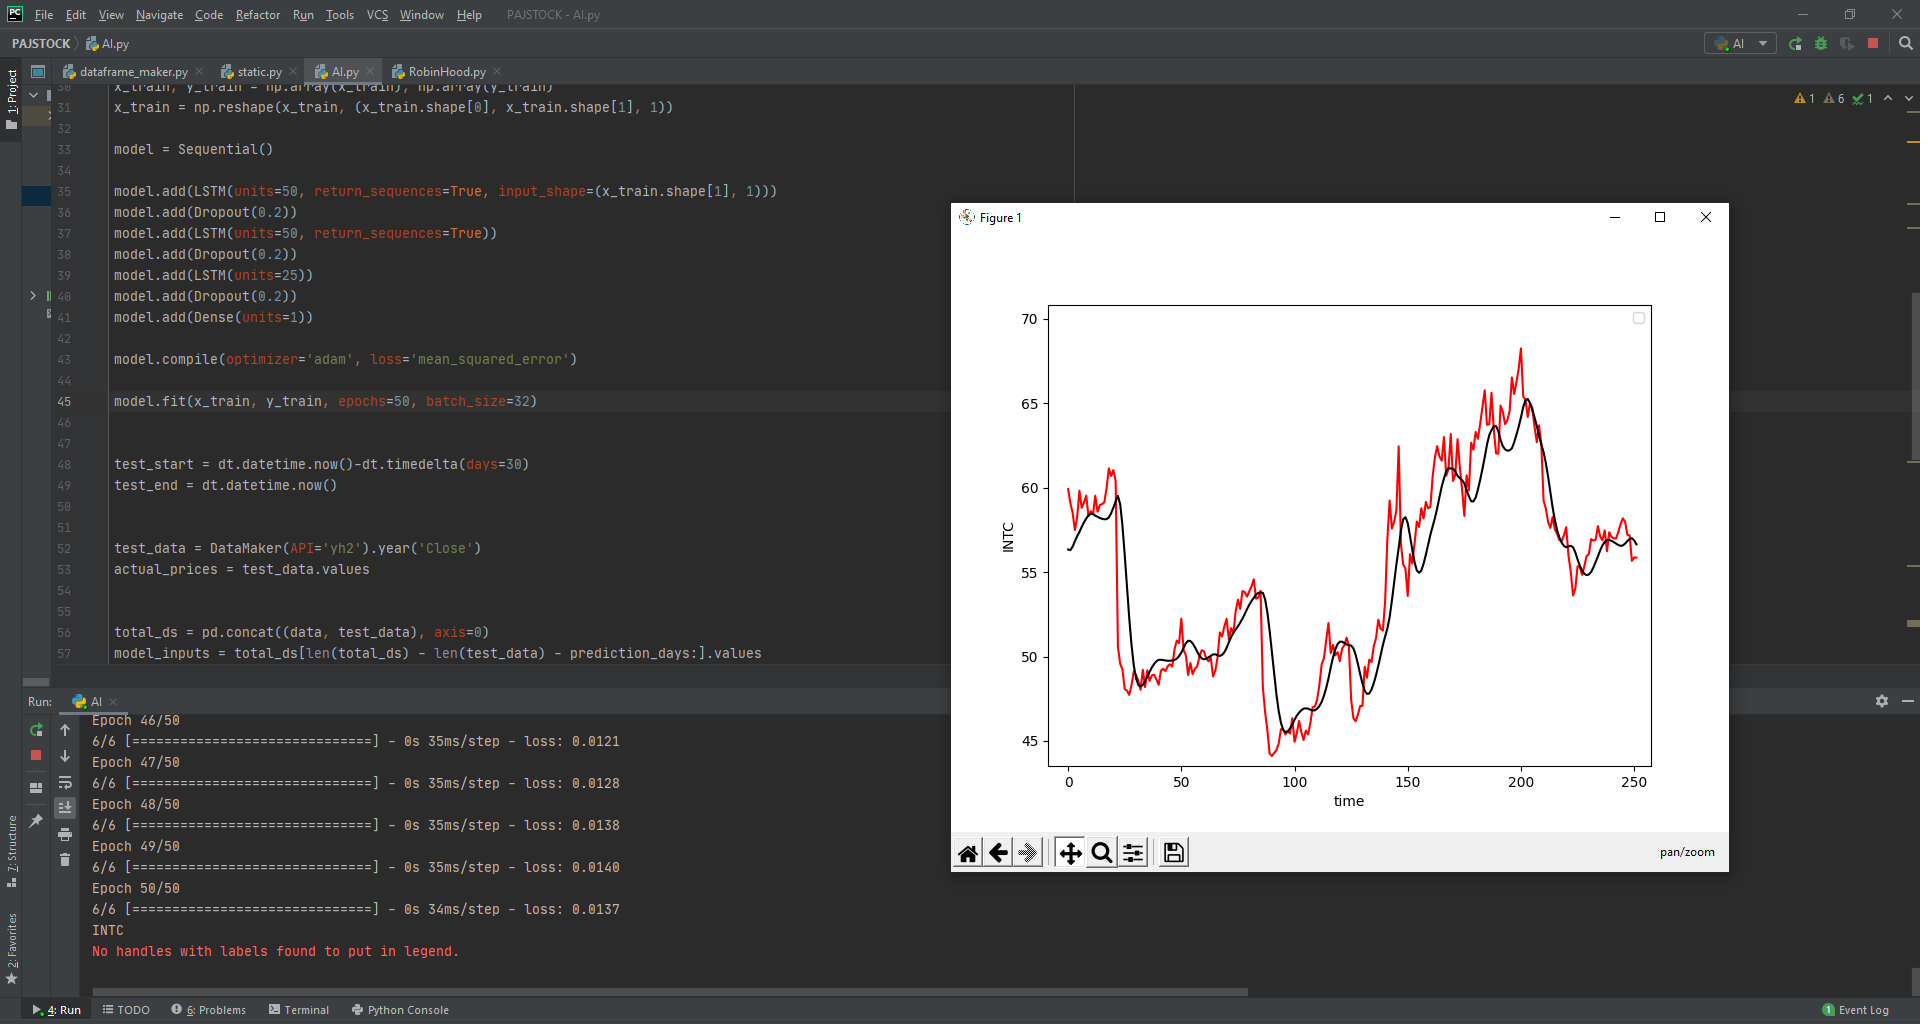 PC File Edit View Navigate Code Refactor Run Tools VCS Window Help PAJSTOCK - AI.py
PAJSTOCK AI.py AI
dataframe_maker.py static.py AI.py RobinHood.py
1: Project
1 6 1
30 x_train, y_train = np.array(x_train), np.array(y_train)
31 x_train = np.reshape(x_train, (x_train.shape[0], x_train.shape[1], 1))
32
33 model = Sequential()
34
35 model.add(LSTM(units=50, return_sequences=True, input_shape=(x_train.shape[1], 1)))
36 model.add(Dropout(0.2))
37 model.add(LSTM(units=50, return_sequences=True))
38 model.add(Dropout(0.2))
39 model.add(LSTM(units=25))
40 model.add(Dropout(0.2))
41 model.add(Dense(units=1))
42
43 model.compile(optimizer='adam', loss='mean_squared_error')
44
45 model.fit(x_train, y_train, epochs=50, batch_size=32)
46
47
48 test_start = dt.datetime.now()-dt.timedelta(days=30)
49 test_end = dt.datetime.now()
50
51
52 test_data = DataMaker(API='yh2').year('Close')
53 actual_prices = test_data.values
54
55
56 total_ds = pd.concat((data, test_data), axis=0)
57 model_inputs = total_ds[len(total_ds) - len(test_data) - prediction_days:].values
Figure 1
70
65
60
55
50
45
INTC
0 50 100 150 200 250
time
pan/zoom
Run: AI
Epoch 46/50
6/6 [==============================] - 0s 35ms/step - loss: 0.0121
Epoch 47/50
6/6 [==============================] - 0s 35ms/step - loss: 0.0128
Epoch 48/50
6/6 [==============================] - 0s 35ms/step - loss: 0.0138
Epoch 49/50
6/6 [==============================] - 0s 35ms/step - loss: 0.0140
Epoch 50/50
6/6 [==============================] - 0s 34ms/step - loss: 0.0137
INTC
No handles with labels found to put in legend.
7: Structure
2: Favorites
4: Run TODO 6: Problems Terminal Python Console 1 Event Log